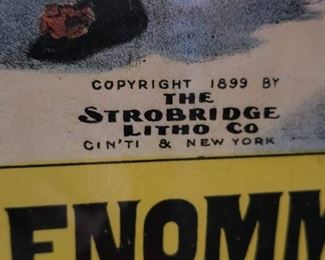 COPYRIGHT 1899 BY
THE
STROBRIDGE
LITHO CO
CIN'TI & NEW YORK
ENOMM